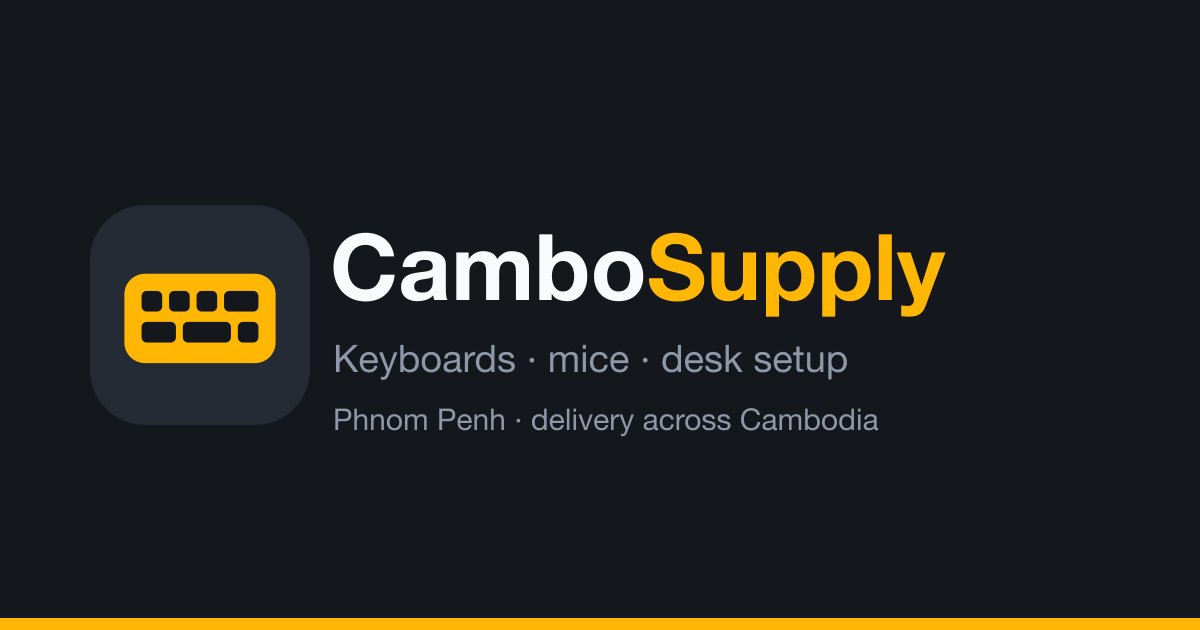 CamboSupply
Keyboards · mice · desk setup
Phnom Penh · delivery across Cambodia